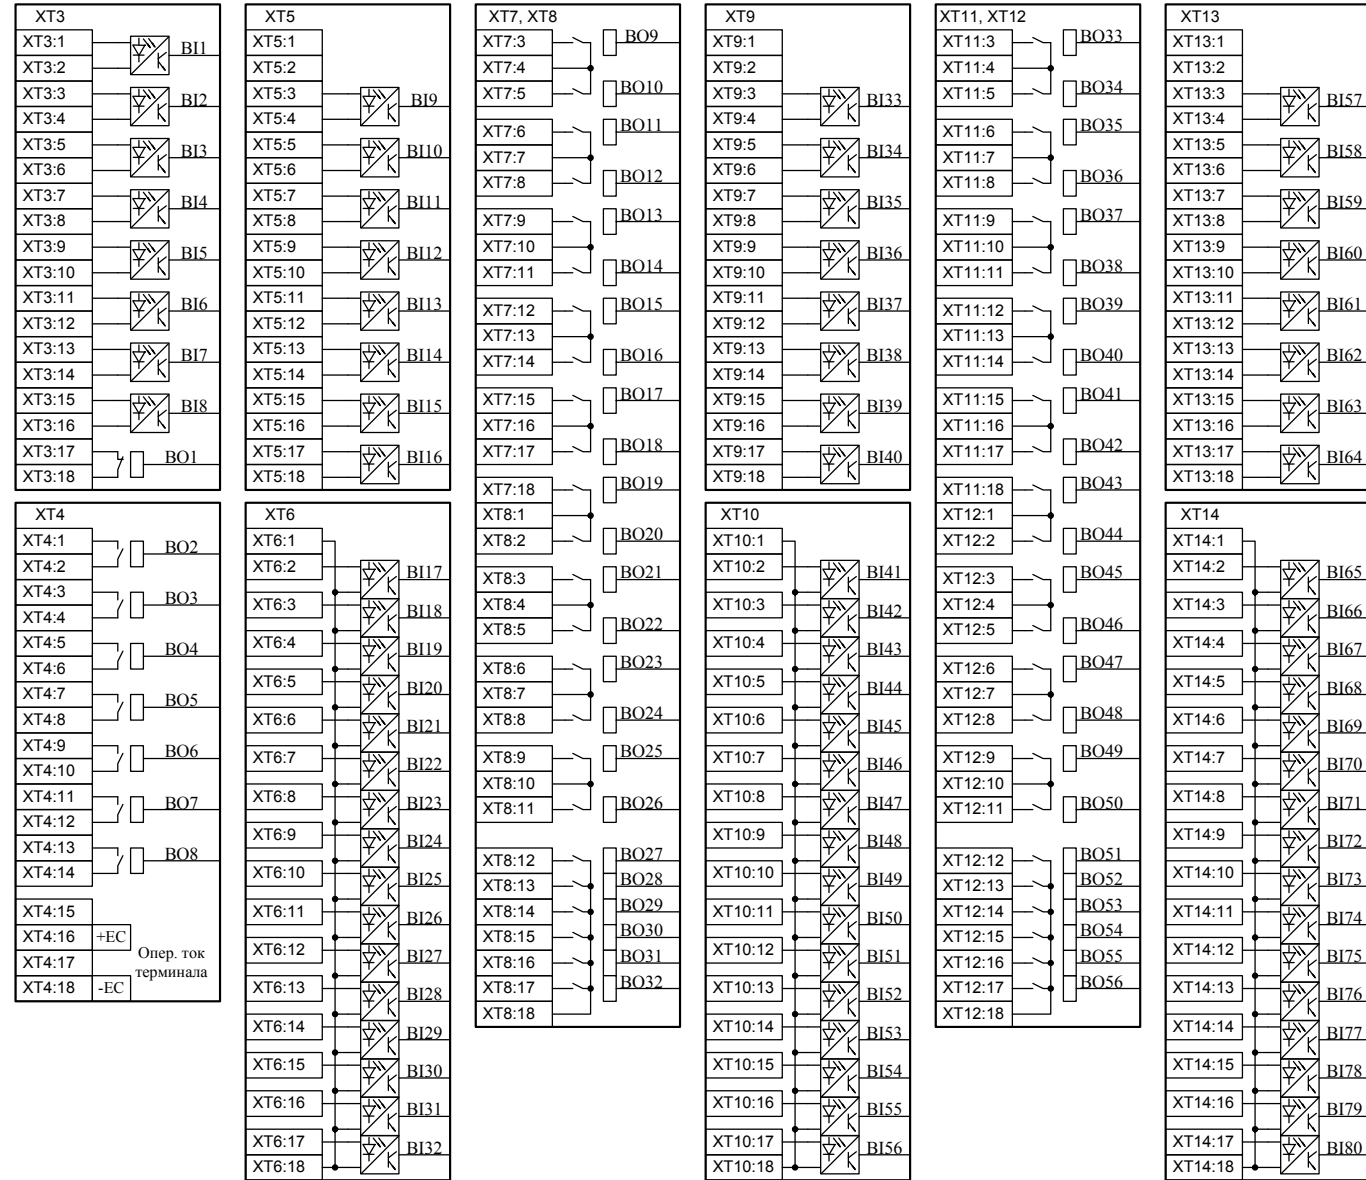 XT3
XT3:1
BI1
XT3:2
XT3:3
BI2
XT3:4
XT3:5
BI3
XT3:6
XT3:7
BI4
XT3:8
XT3:9
BI5
XT3:10
XT3:11
BI6
XT3:12
XT3:13
BI7
XT3:14
XT3:15
BI8
XT3:16
XT3:17
BO1
XT3:18
XT4
XT4:1
BO2
XT4:2
XT4:3
BO3
XT4:4
XT4:5
BO4
XT4:6
XT4:7
BO5
XT4:8
XT4:9
BO6
XT4:10
XT4:11
BO7
XT4:12
XT4:13
BO8
XT4:14
XT4:15
XT4:16 +EC
XT4:17
XT4:18 -EC
Опер. ток
терминала
XT5
XT5:1
XT5:2
XT5:3
BI9
XT5:4
XT5:5
BI10
XT5:6
XT5:7
BI11
XT5:8
XT5:9
BI12
XT5:10
XT5:11
BI13
XT5:12
XT5:13
BI14
XT5:14
XT5:15
BI15
XT5:16
XT5:17
BI16
XT5:18
XT6
XT6:1
XT6:2
BI17
XT6:3
BI18
XT6:4
BI19
XT6:5
BI20
XT6:6
BI21
XT6:7
BI22
XT6:8
BI23
XT6:9
BI24
XT6:10
BI25
XT6:11
BI26
XT6:12
BI27
XT6:13
BI28
XT6:14
BI29
XT6:15
BI30
XT6:16
BI31
XT6:17
BI32
XT6:18
XT7, XT8
XT7:3
BO9
XT7:4
XT7:5
BO10
XT7:6
BO11
XT7:7
XT7:8
BO12
XT7:9
BO13
XT7:10
XT7:11
BO14
XT7:12
BO15
XT7:13
XT7:14
BO16
XT7:15
BO17
XT7:16
XT7:17
BO18
XT7:18
BO19
XT8:1
XT8:2
BO20
XT8:3
BO21
XT8:4
XT8:5
BO22
XT8:6
BO23
XT8:7
XT8:8
BO24
XT8:9
BO25
XT8:10
XT8:11
BO26
XT8:12
BO27
XT8:13
BO28
XT8:14
BO29
XT8:15
BO30
XT8:16
BO31
XT8:17
BO32
XT8:18
XT9
XT9:1
XT9:2
XT9:3
BI33
XT9:4
XT9:5
BI34
XT9:6
XT9:7
BI35
XT9:8
XT9:9
BI36
XT9:10
XT9:11
BI37
XT9:12
XT9:13
BI38
XT9:14
XT9:15
BI39
XT9:16
XT9:17
BI40
XT9:18
XT10
XT10:1
XT10:2
BI41
XT10:3
BI42
XT10:4
BI43
XT10:5
BI44
XT10:6
BI45
XT10:7
BI46
XT10:8
BI47
XT10:9
BI48
XT10:10
BI49
XT10:11
BI50
XT10:12
BI51
XT10:13
BI52
XT10:14
BI53
XT10:15
BI54
XT10:16
BI55
XT10:17
BI56
XT10:18
XT11, XT12
XT11:3
BO33
XT11:4
XT11:5
BO34
XT11:6
BO35
XT11:7
XT11:8
BO36
XT11:9
BO37
XT11:10
XT11:11
BO38
XT11:12
BO39
XT11:13
XT11:14
BO40
XT11:15
BO41
XT11:16
XT11:17
BO42
XT11:18
BO43
XT12:1
XT12:2
BO44
XT12:3
BO45
XT12:4
XT12:5
BO46
XT12:6
BO47
XT12:7
XT12:8
BO48
XT12:9
BO49
XT12:10
XT12:11
BO50
XT12:12
BO51
XT12:13
BO52
XT12:14
BO53
XT12:15
BO54
XT12:16
BO55
XT12:17
BO56
XT12:18
XT13
XT13:1
XT13:2
XT13:3
BI57
XT13:4
XT13:5
BI58
XT13:6
XT13:7
BI59
XT13:8
XT13:9
BI60
XT13:10
XT13:11
BI61
XT13:12
XT13:13
BI62
XT13:14
XT13:15
BI63
XT13:16
XT13:17
BI64
XT13:18
XT14
XT14:1
XT14:2
BI65
XT14:3
BI66
XT14:4
BI67
XT14:5
BI68
XT14:6
BI69
XT14:7
BI70
XT14:8
BI71
XT14:9
BI72
XT14:10
BI73
XT14:11
BI74
XT14:12
BI75
XT14:13
BI76
XT14:14
BI77
XT14:15
BI78
XT14:16
BI79
XT14:17
BI80
XT14:18